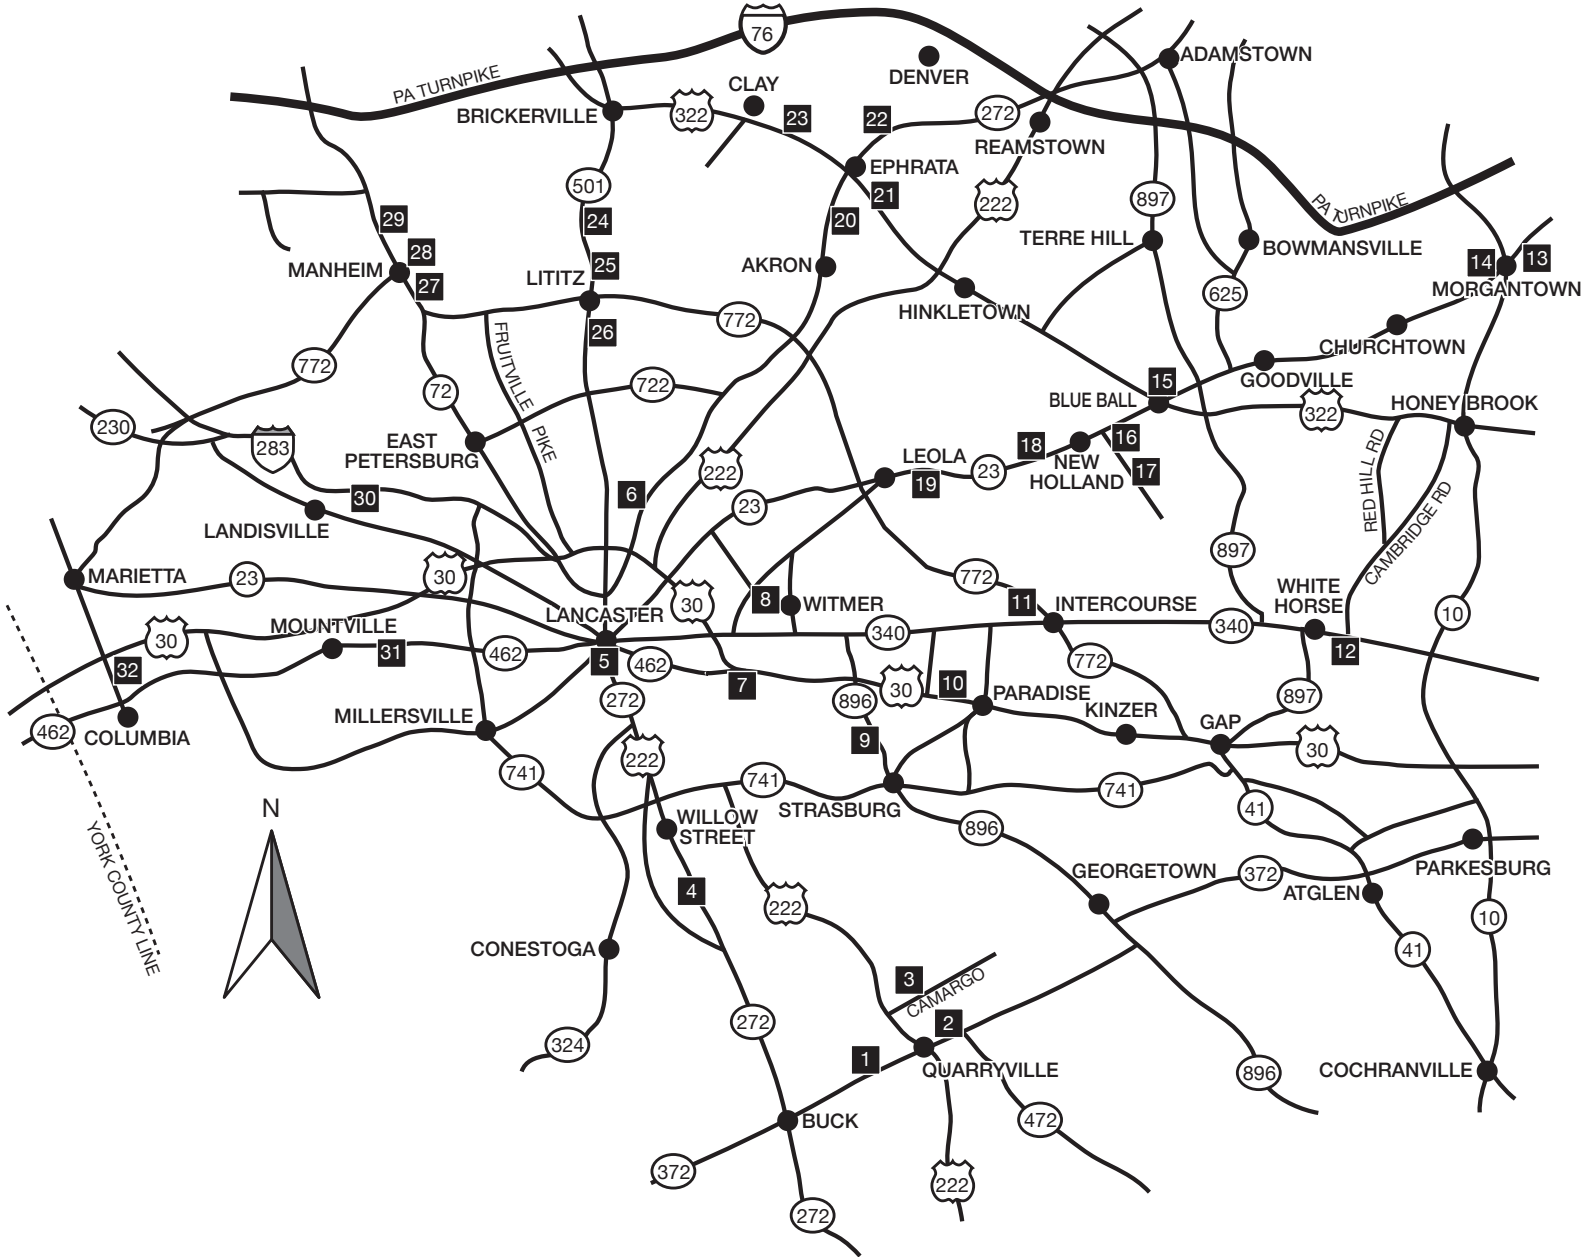 76
ADAMSTOWN
DENVER
PA TURNPIKE
CLAY
BRICKERVILLE
322
23
22
272
REAMSTOWN
EPHRATA
501
21
222
897
PA TURNPIKE
29
24
20
TERRE HILL
BOWMANSVILLE
28
MANHEIM
27
LITITZ
25
AKRON
14
13
MORGANTOWN
HINKLETOWN
625
26
772
FRUITVILLE PIKE
CHURCHTOWN
772
72
722
GOODVILLE
15
BLUE BALL
322
HONEY BROOK
230
283
EAST
PETERSBURG
222
LEOLA
18
16
NEW
HOLLAND
17
RED HILL RD
19
23
30
6
23
LANDISVILLE
CAMBRIDGE RD
897
MARIETTA
23
30
30
772
WHITE
HORSE
8
WITMER
11
INTERCOURSE
10
LANCASTER
340
340
30
MOUNTVILLE
31
462
5
462
12
32
7
772
30
10
PARADISE
897
272
896
KINZER
GAP
462
COLUMBIA
MILLERSVILLE
9
30
222
741
741
STRASBURG
741
N
41
WILLOW
STREET
896
YORK COUNTY LINE
GEORGETOWN
372
PARKESBURG
4
ATGLEN
222
10
CONESTOGA
41
3
CAMARGO
272
2
324
1
QUARRYVILLE
896
COCHRANVILLE
BUCK
472
372
222
272